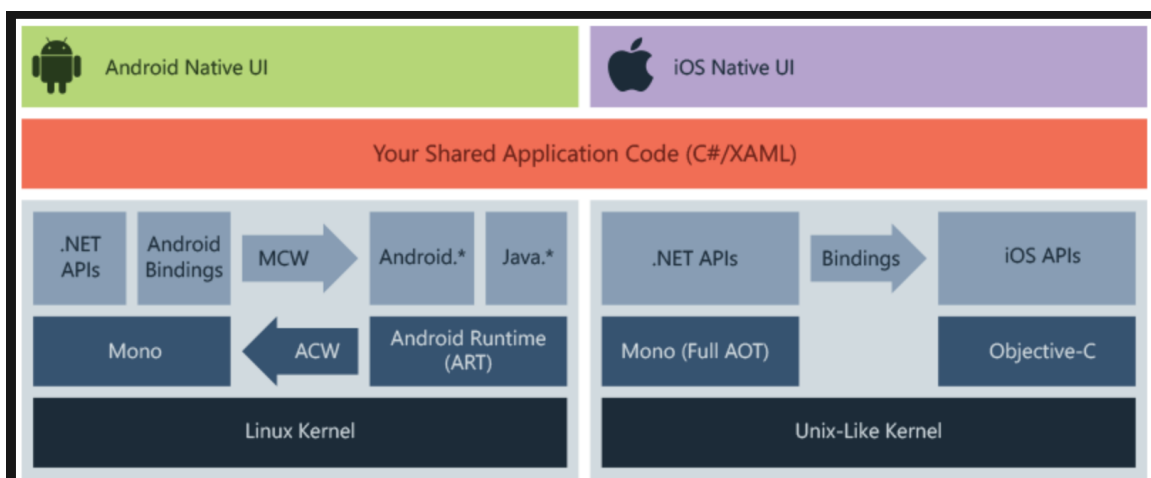 Android Native UI
iOS Native UI
Your Shared Application Code (C#/XAML)
.NET
APIs
Android
Bindings
MCW
Android.*
Java.*
.NET APIs
Bindings
iOS APIs
Mono
ACW
Android Runtime
(ART)
Mono (Full AOT)
Objective-C
Linux Kernel
Unix-Like Kernel